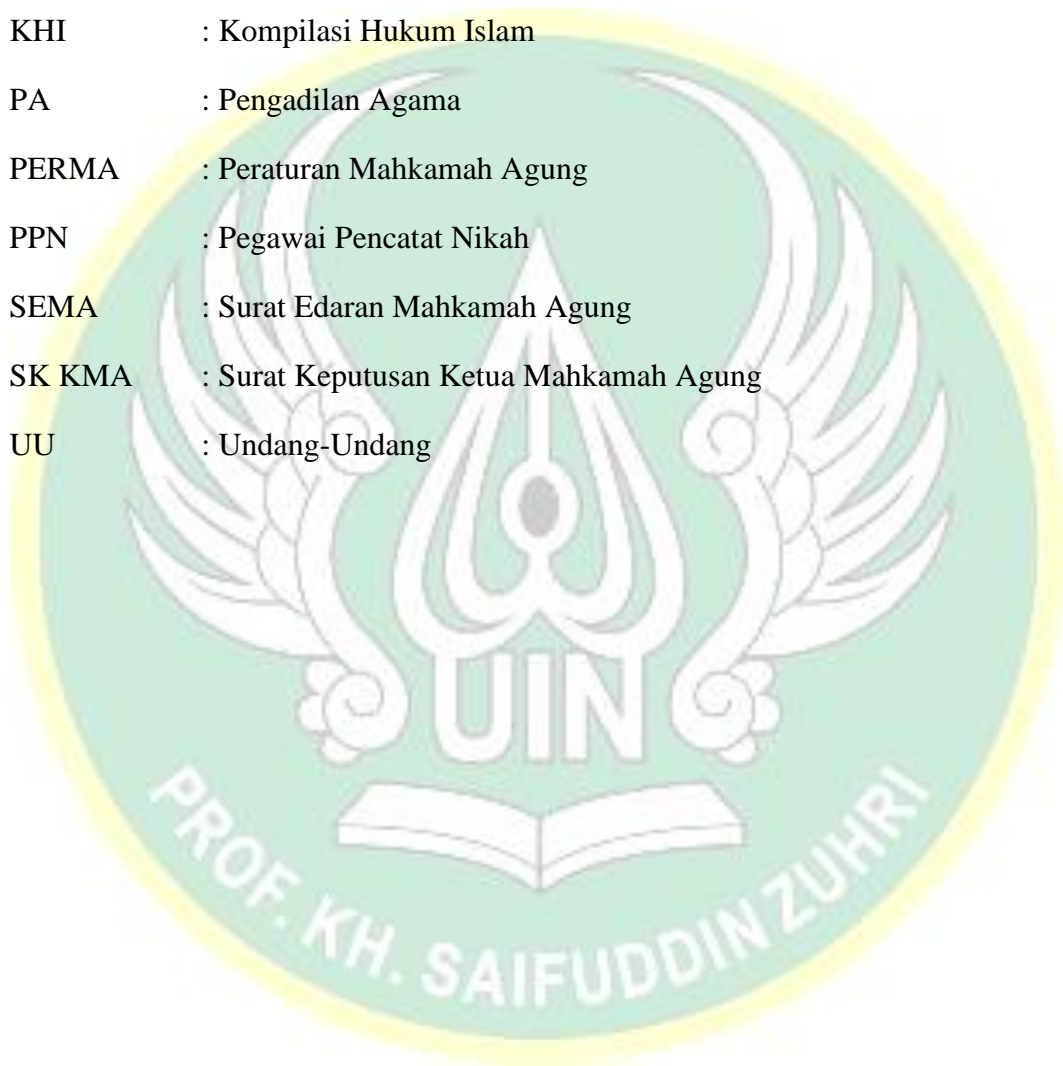 KHI : Kompilasi Hukum Islam
PA : Pengadilan Agama
PERMA : Peraturan Mahkamah Agung
PPN : Pegawai Pencatat Nikah
SEMA : Surat Edaran Mahkamah Agung
SK KMA : Surat Keputusan Ketua Mahkamah Agung
UU : Undang-Undang
UIN
PROF. KH. SAIFUDDIN ZUHRI